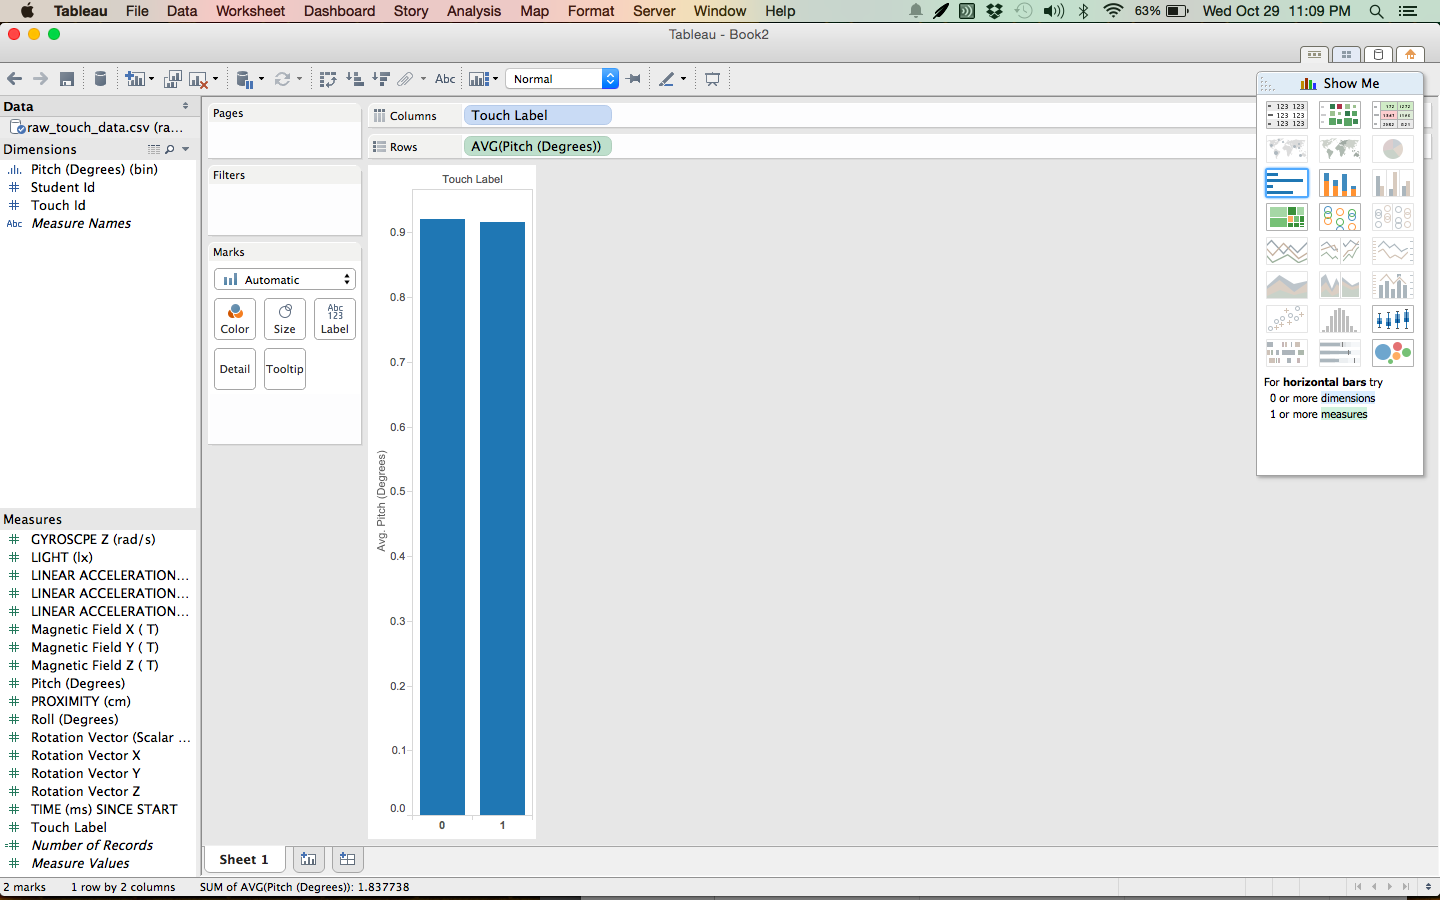 Tableau File Data Worksheet Dashboard Story Analysis Map Format Server Window Help 63% Wed Oct 29 11:09 PM
Tableau - Book2
Abc Normal
Show Me
Data
raw_touch_data.csv (ra...
Dimensions
Pitch (Degrees) (bin)
Student Id
Touch Id
Abc Measure Names
Measures
GYROSCPE Z (rad/s)
LIGHT (lx)
LINEAR ACCELERATION...
LINEAR ACCELERATION...
LINEAR ACCELERATION...
Magnetic Field X ( T)
Magnetic Field Y ( T)
Magnetic Field Z ( T)
Pitch (Degrees)
PROXIMITY (cm)
Roll (Degrees)
Rotation Vector (Scalar ...
Rotation Vector X
Rotation Vector Y
Rotation Vector Z
TIME (ms) SINCE START
Touch Label
Number of Records
Measure Values
Pages
Filters
Marks
Automatic
Color Size Abc 123 Label
Detail Tooltip
Columns Touch Label
Rows AVG(Pitch (Degrees))
Touch Label
Avg. Pitch (Degrees)
0.9
0.8
0.7
0.6
0.5
0.4
0.3
0.2
0.1
0.0
0 1
For horizontal bars try
0 or more dimensions
1 or more measures
Sheet 1
2 marks 1 row by 2 columns SUM of AVG(Pitch (Degrees)): 1.837738